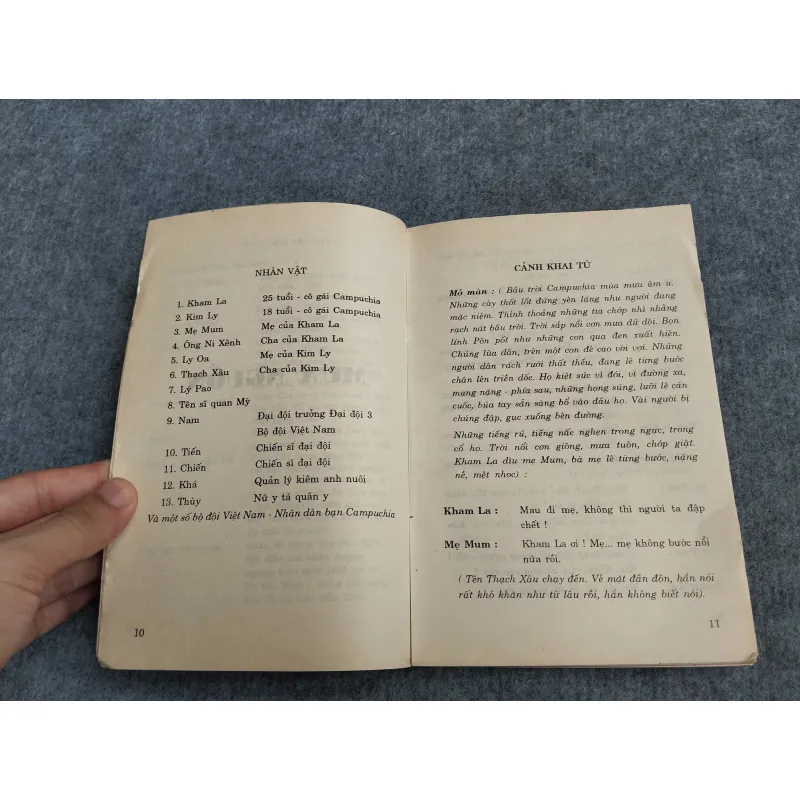 NHÂN VẬT
1. Kham La 25 tuổi - cô gái Campuchia
2. Kim Ly 18 tuổi - cô gái Campuchia
3. Mẹ Mum Mẹ của Kham La
4. Ông Ni Xênh Cha của Kham La
5. Ly Oa Mẹ của Kim Ly
6. Thạch Xâu Cha của Kim Ly
7. Lý Pao
8. Tên sĩ quan Mỹ
9. Nam Đại đội trưởng Đại đội 3
Bộ đội Việt Nam
10. Tiến Chiến sĩ đại đội
11. Chiến Chiến sĩ đại đội
12. Khá Quản lý kiêm anh nuôi
13. Thùy Nữ y tá quân y
Và một số bộ đội Việt Nam - Nhân dân bạn Campuchia
10
CẢNH KHAI TỪ
Mở màn : ( Bầu trời Campuchia mùa mưa âm u.
Những cây thốt lốt đứng yên lặng như người đang
mặc niệm. Thỉnh thoảng những tia chớp nhì nhằng
rạch nát bầu trời. Trời sắp nổi cơn mưa dữ dội. Bọn
lính Pôn pốt như những con quạ đen xuất hiện.
Chúng lùa dân, trên một con đê cao vời vợi. Những
người dân rách rưới thất thểu, đang lê từng bước
chân lên triền dốc. Họ kiệt sức vì đói, vì đường xa,
mang nặng - phía sau, những họng súng, lưỡi lê cán
cuốc, búa tay sẵn sàng bổ vào đầu họ. Vài người bị
chúng đập, gục xuống bên đường.
Những tiếng rú, tiếng nấc nghẹn trong ngực, trong
cổ họ. Trời nổi cơn giông, mưa tuôn, chớp giật.
Kham La dìu mẹ Mum, bà mẹ lê từng bước, nặng
nề, mệt nhọc) :
Kham La : Mau đi mẹ, không thì người ta đập
chết !
Mẹ Mum : Kham La ơi ! Mẹ... mẹ không bước nổi
nữa rồi.
( Tên Thạch Xâu chạy đến. Vẻ mặt đần độn, hắn nói
rất khó khăn như từ lâu rồi, hắn không biết nói).
11